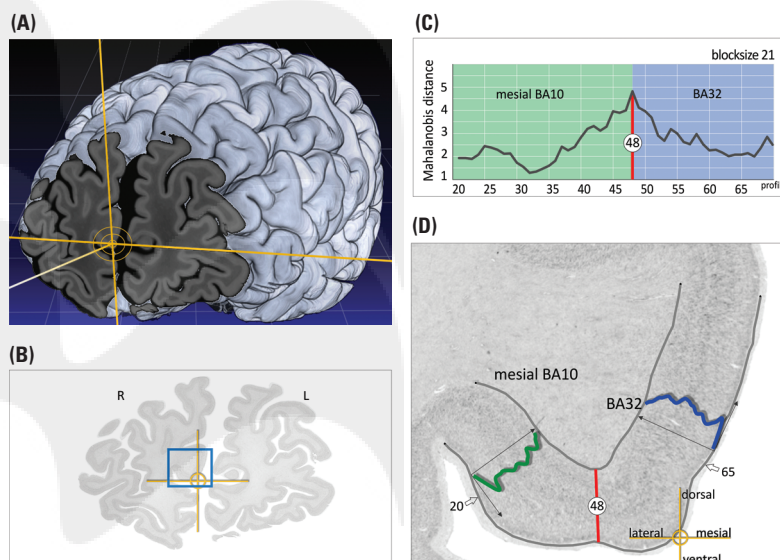 (A)
(B)
R
L
(C)
blocksize 21
Mahalanobis distance
mesial BA10
BA32
5
4
3
2
1
48
20 25 30 35 40 45 50 55 60 65
profi
(D)
mesial BA10
BA32
20
48
65
dorsal
lateral
mesial
ventral